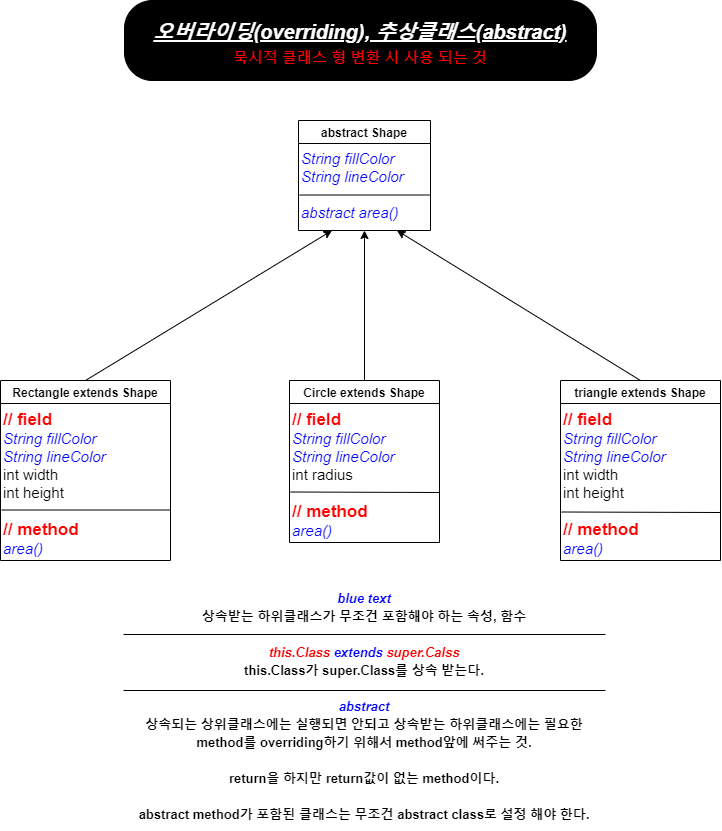 오버라이딩(overriding), 추상클래스(abstract)
묵시적 클래스 형 변환 시 사용 되는 것
abstract Shape
String fillColor
String lineColor
abstract area()
Rectangle extends Shape
// field
String fillColor
String lineColor
int width
int height
// method
area()
Circle extends Shape
// field
String fillColor
String lineColor
int radius
// method
area()
triangle extends Shape
// field
String fillColor
String lineColor
int width
int height
// method
area()
blue text
상속받는 하위클래스가 무조건 포함해야 하는 속성, 함수
this.Class extends super.Calss
this.Class가 super.Class를 상속 받는다.
abstract
상속되는 상위클래스에는 실행되면 안되고 상속받는 하위클래스에는 필요한
method를 overriding하기 위해서 method앞에 써주는 것.
return을 하지만 return값이 없는 method이다.
abstract method가 포함된 클래스는 무조건 abstract class로 설정 해야 한다.